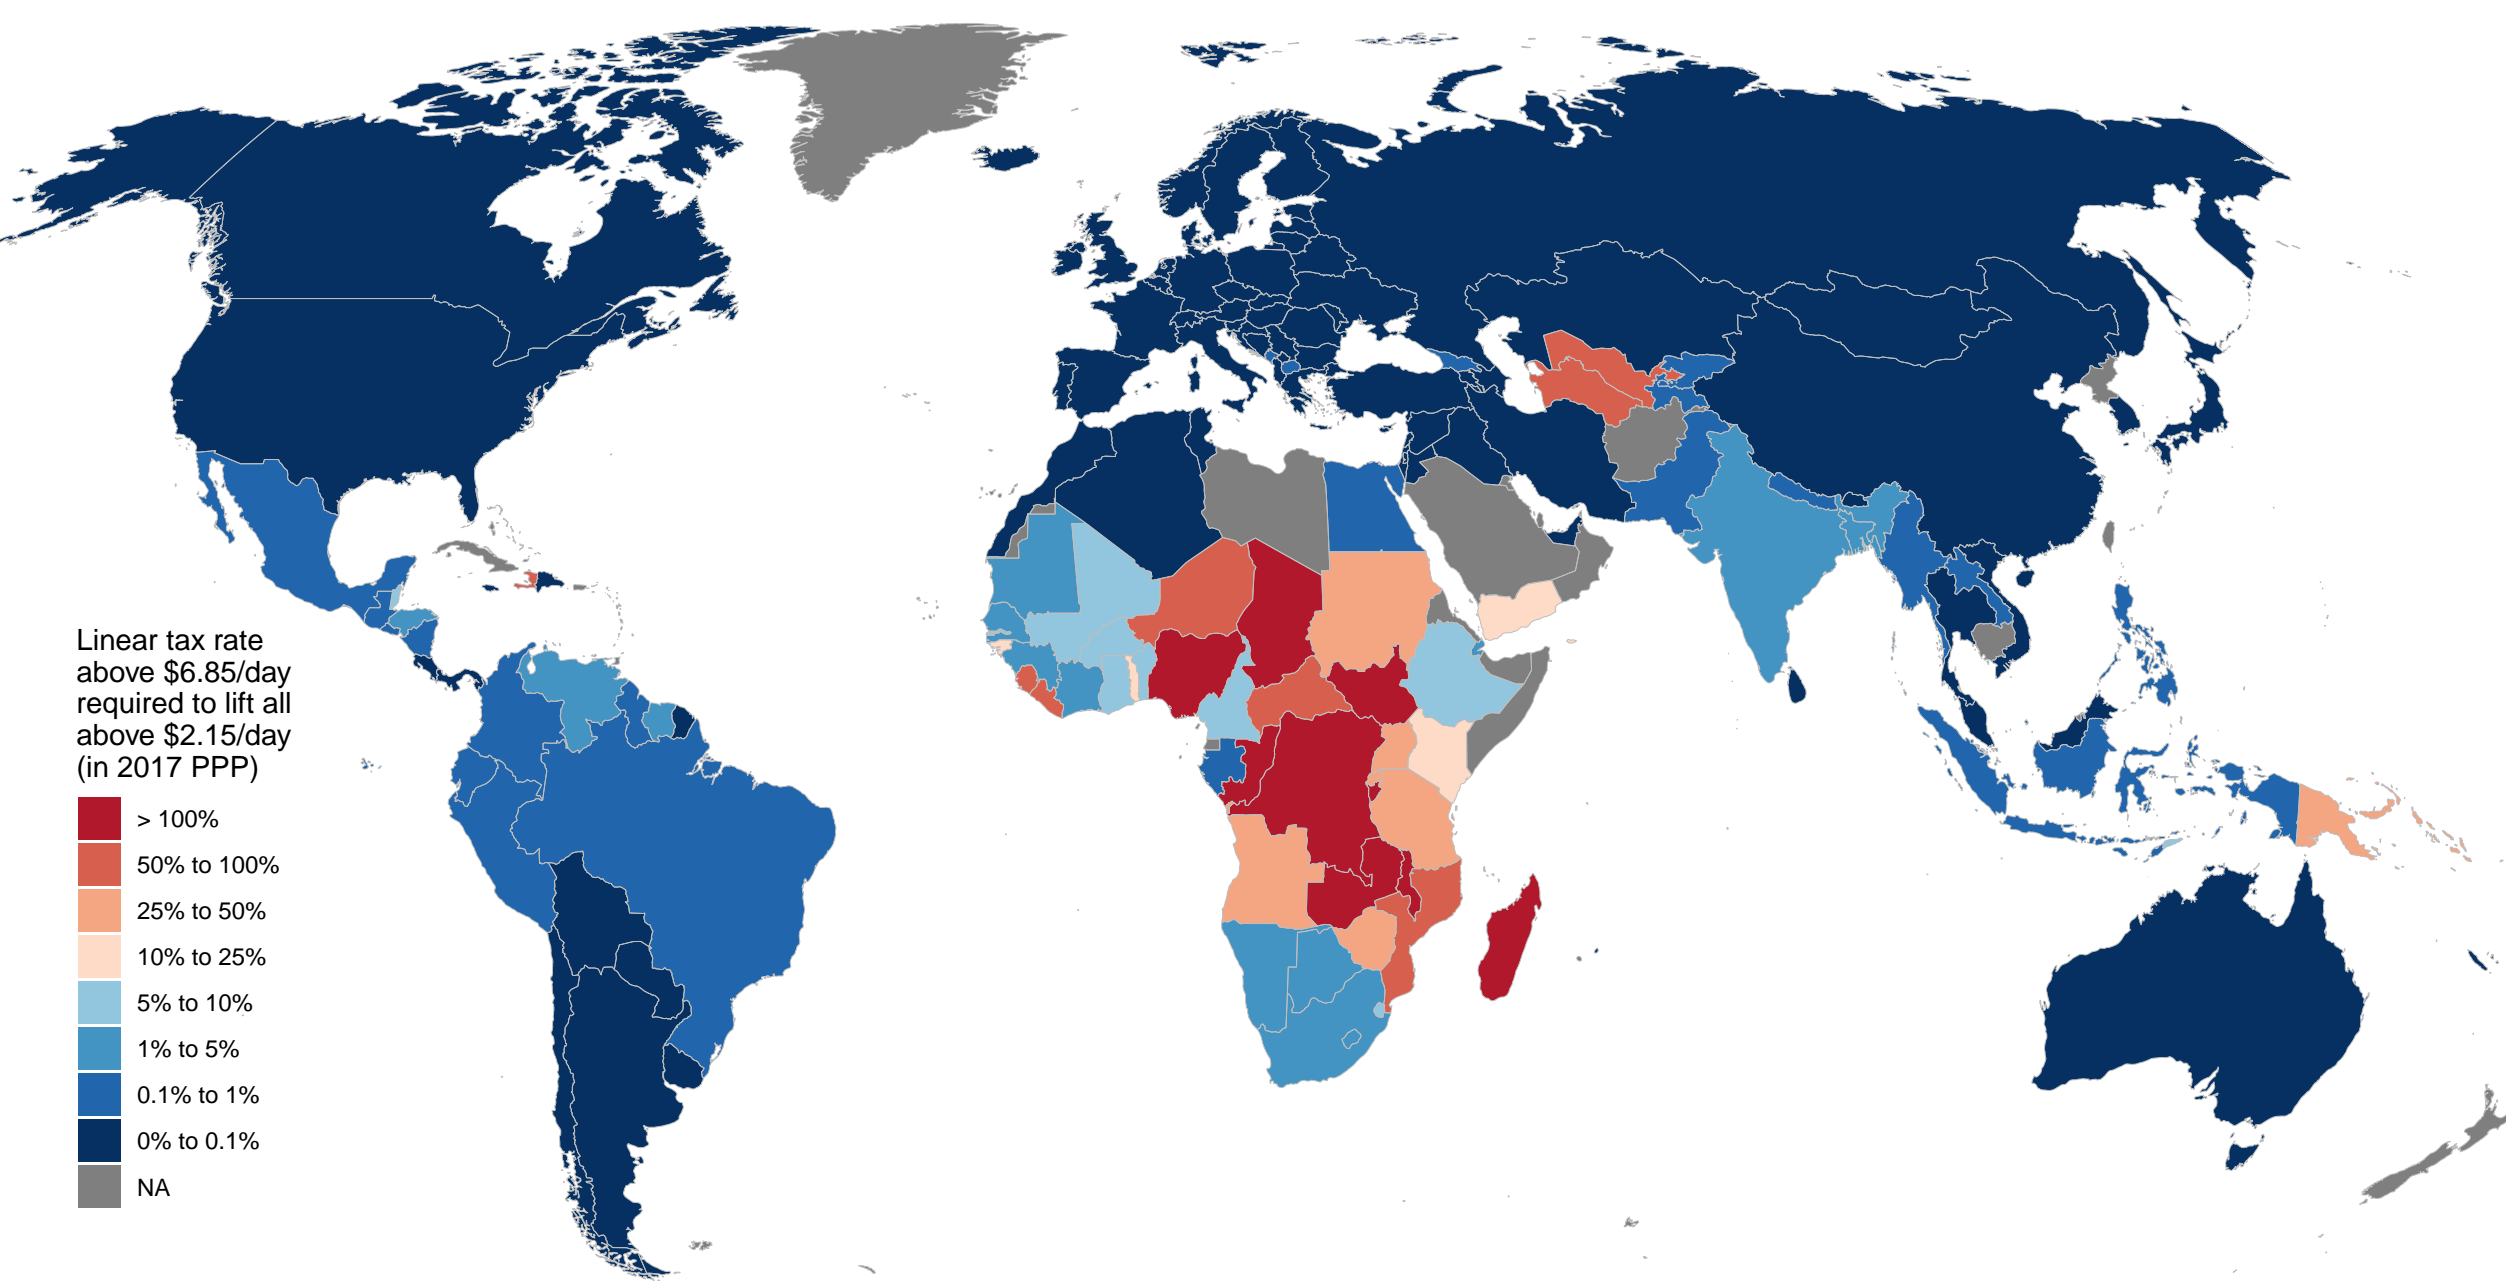 Linear tax rate
above $6.85/day
required to lift all
above $2.15/day
(in 2017 PPP)
> 100%
50% to 100%
25% to 50%
10% to 25%
5% to 10%
1% to 5%
0.1% to 1%
0% to 0.1%
NA